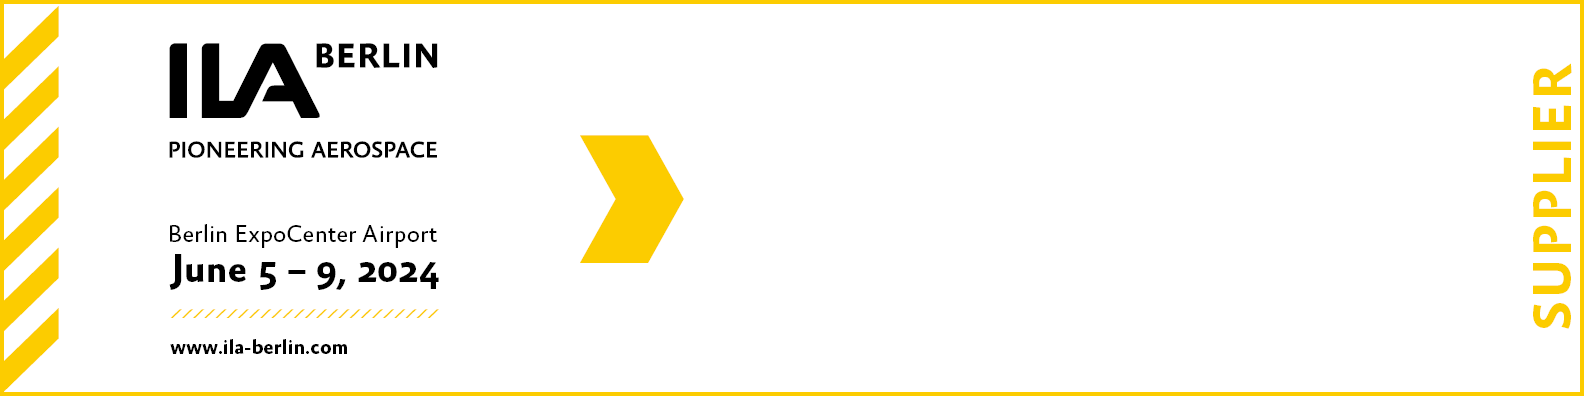 ILA BERLIN
PIONEERING AEROSPACE
Berlin ExpoCenter Airport
June 5 – 9, 2024
www.ila-berlin.com
SUPPLIER